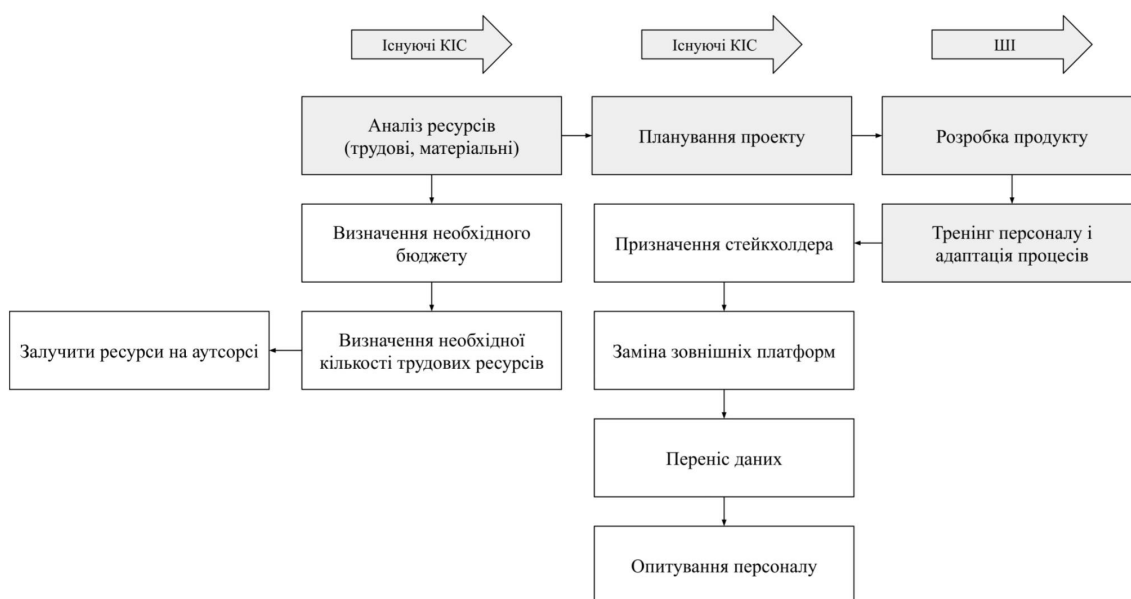 Існуючі КІС
Існуючі КІС
ШІ
Аналіз ресурсів
(трудові, матеріальні)
Планування проекту
Розробка продукту
Визначення необхідного
бюджету
Призначення стейкхолдера
Тренінг персоналу і
адаптація процесів
Залучити ресурси на аутсорсі
Визначення необхідної
кількості трудових ресурсів
Заміна зовнішніх платформ
Переніс даних
Опитування персоналу